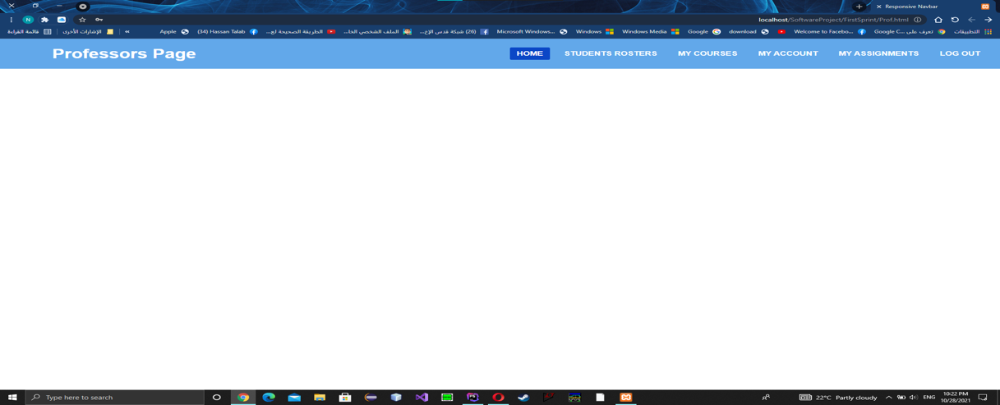 Responsive Navbar
N
localhost/SoftwareProject/FirstSprint/Prof.html
التطبيقات
تعرف على Google C...
Welcome to Facebo...
download
Google
Windows Media
Windows
Microsoft Windows...
(26) شبكة قدس الإع...
الملف الشخصي الخا...
الطريقة الصحيحة لع...
(34) Hassan Talab
Apple
»
الإشارات الأخرى
قائمة القراءة
Professors Page
HOME STUDENTS ROSTERS MY COURSES MY ACCOUNT MY ASSIGNMENTS LOG OUT
Type here to search
22°C Partly cloudy
ENG
10:22 PM
10/28/2021